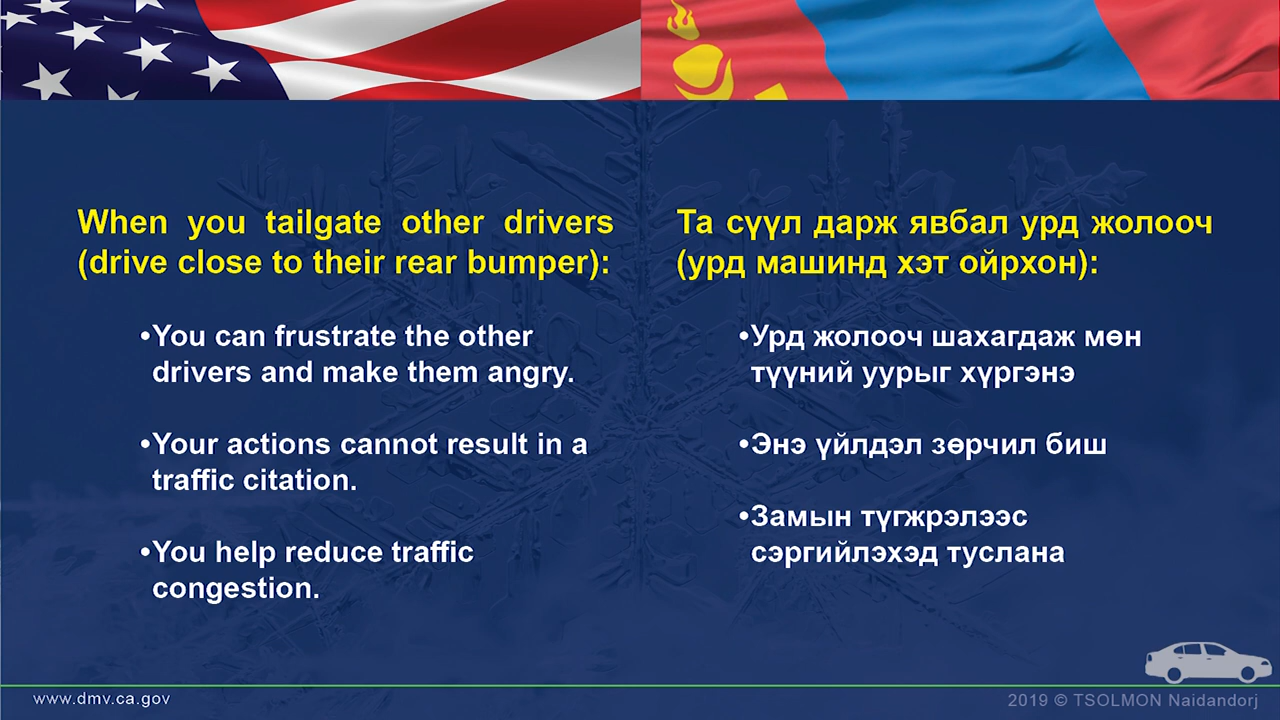 When you tailgate other drivers
(drive close to their rear bumper):
•You can frustrate the other
drivers and make them angry.
•Your actions cannot result in a
traffic citation.
•You help reduce traffic
congestion.
Та сүүл дарж явбал урд жолооч
(урд машинд хэт ойрхон):
•Урд жолооч шахагдаж мөн
түүний уурыг хүргэнэ
•Энэ үйлдэл зөрчил биш
•Замын түгжрэлээс
сэргийлэхэд туслана
www.dmv.ca.gov
2019 © TSOLMON Naidandorj